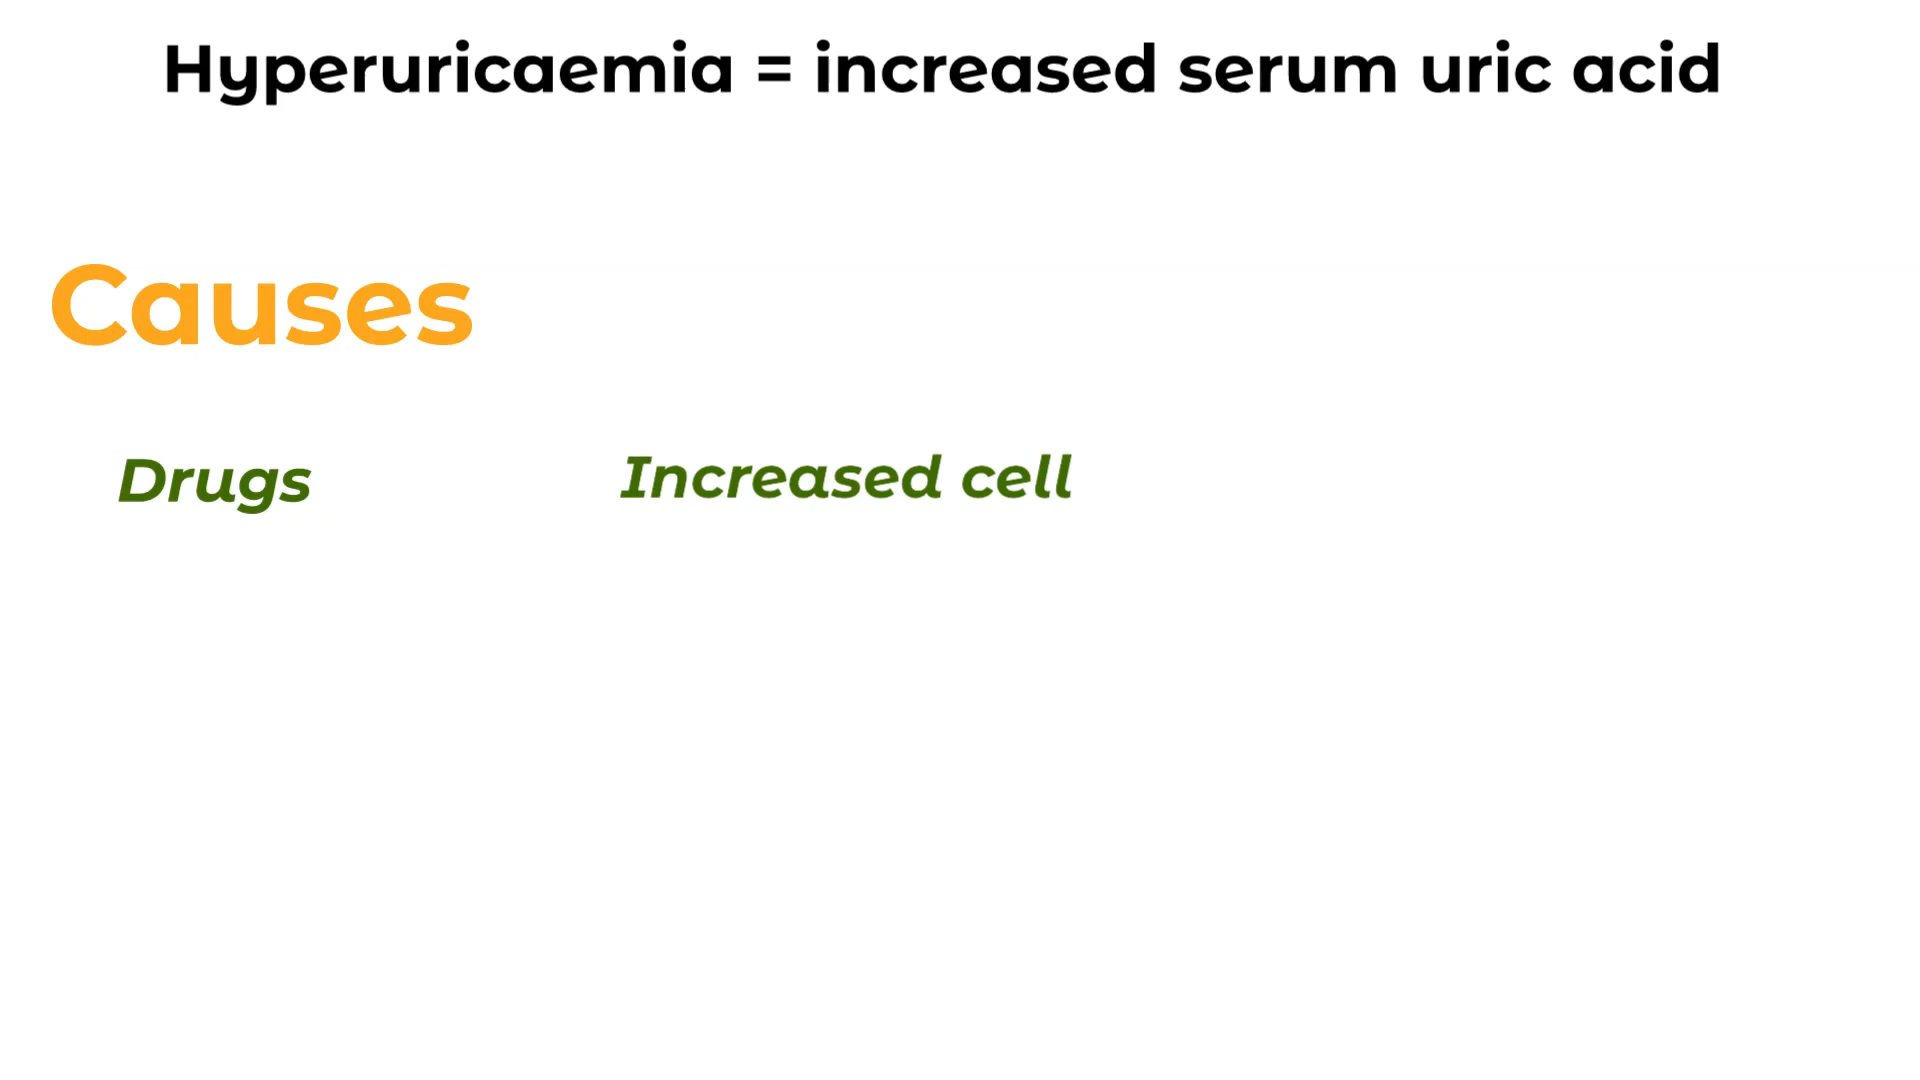 Hyperuricaemia = increased serum uric acid
Causes
Drugs
Increased cell